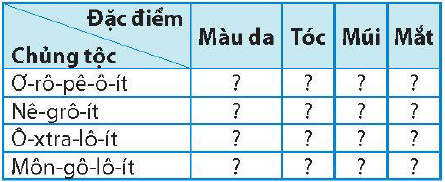 Đặc điểm
Chủng tộc
Màu da Tóc Mũi Mắt
Ơ-rô-pê-ô-ít ? ? ? ?
Nê-grô-ít ? ? ? ?
Ô-xtra-lô-ít ? ? ? ?
Môn-gô-lô-ít ? ? ? ?